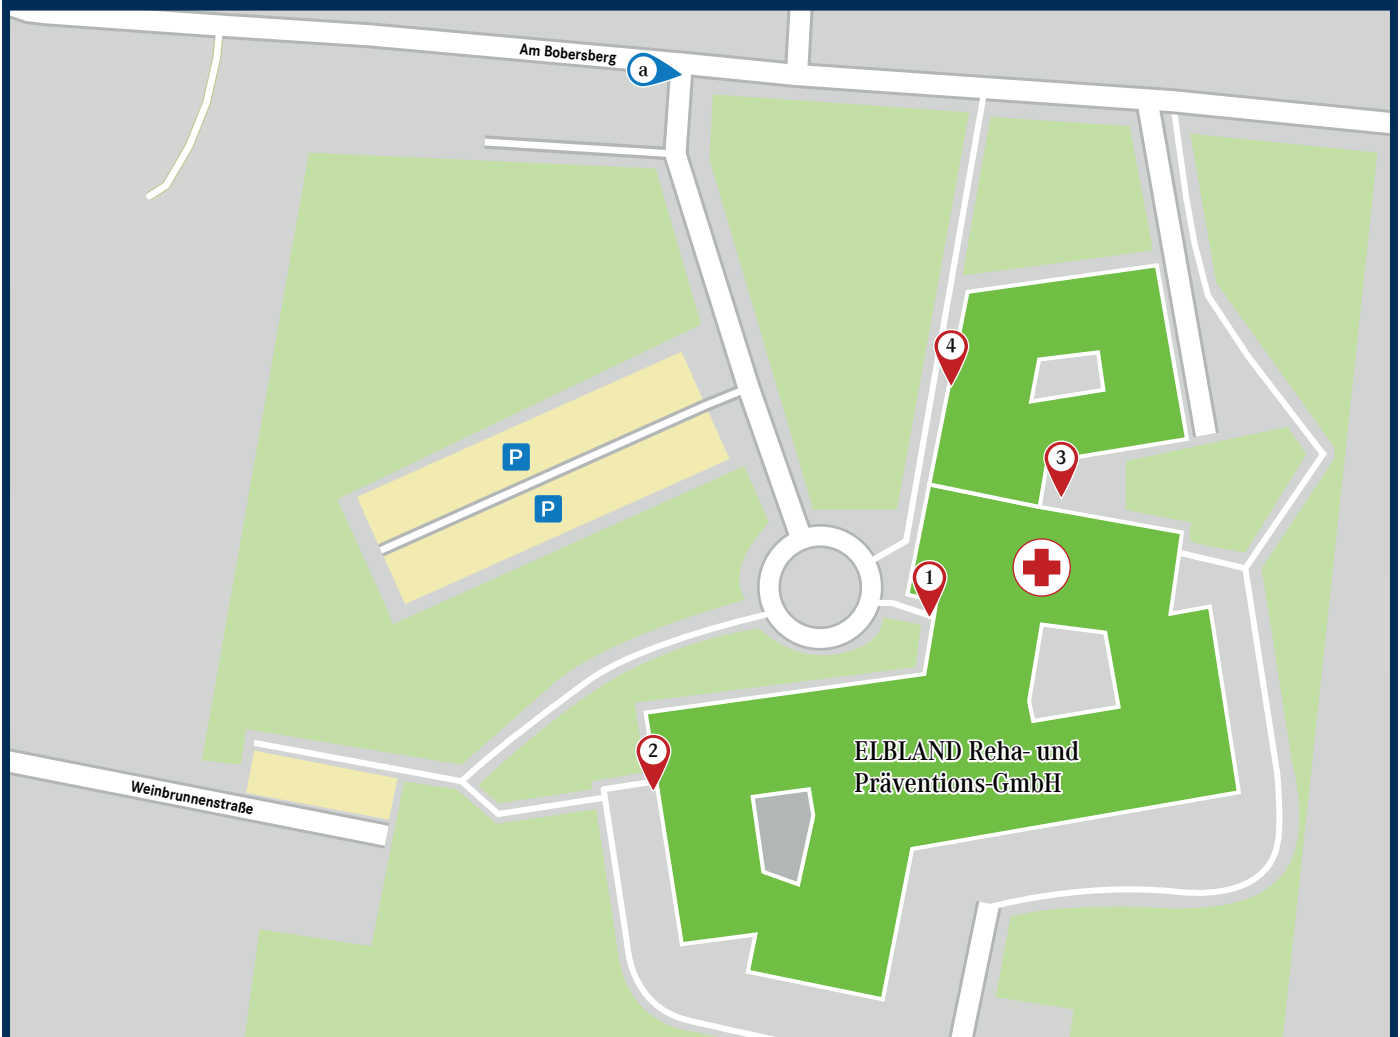 Am Bobersberg
a
4
P
3
P
1
2
ELBLAND Reha- und
Präventions-GmbH
Weinbrunnenstraße